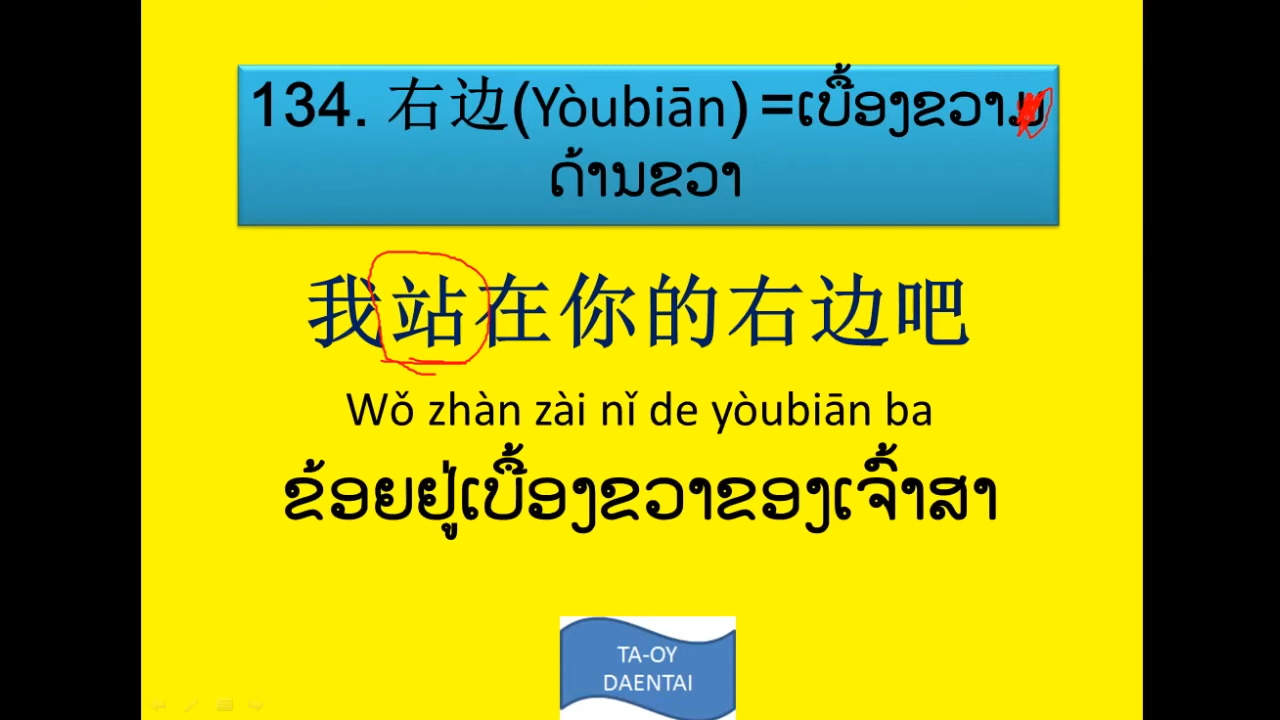 134. 右边(Yòubiān) =ເບື້ອງຂວາ
ດ້ານຂວາ
我站在你的右边吧
Wǒ zhàn zài nǐ de yòubiān ba
ຂ້ອຍຢູ່ເບື້ອງຂວາຂອງເຈົ້າສາ
TA-OY
DAENTAI